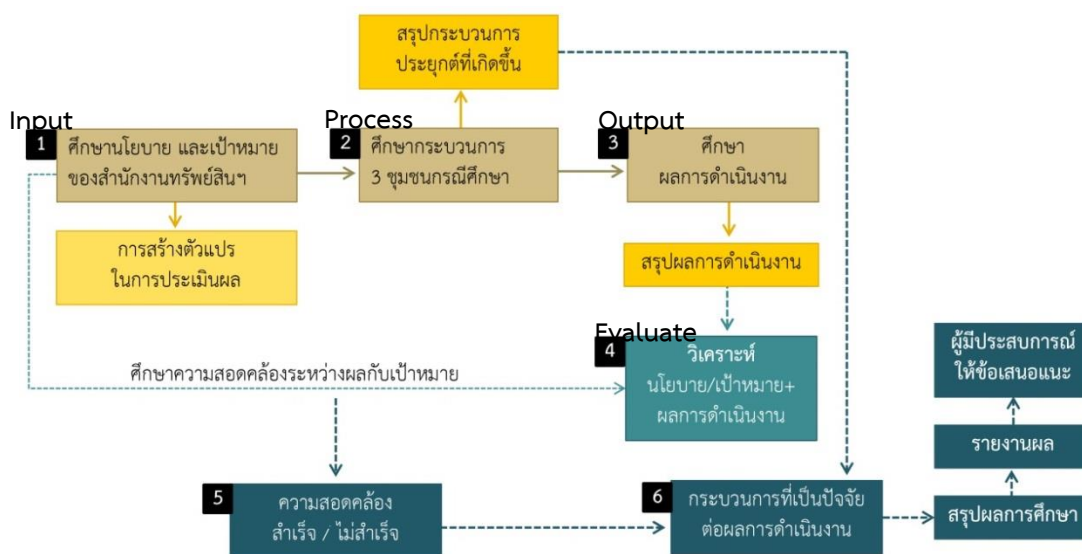 สรุปกระบวนการ
ประยุกต์ที่เกิดขึ้น
Input
1
ศึกษานโยบาย และเป้าหมาย
ของสำนักงานทรัพย์สินฯ
Process
2
ศึกษากระบวนการ
3 ชุมชนกรณีศึกษา
Output
3
ศึกษา
ผลการดำเนินงาน
การสร้างตัวแปร
ในการประเมินผล
สรุปผลการดำเนินงาน
Evaluate
4
วิเคราะห์
นโยบาย/เป้าหมาย+
ผลการดำเนินงาน
ผู้มีประสบการณ์
ให้ข้อเสนอแนะ
ศึกษาความสอดคล้องระหว่างผลกับเป้าหมาย
รายงานผล
5
ความสอดคล้อง
สำเร็จ / ไม่สำเร็จ
6
กระบวนการที่เป็นปัจจัย
ต่อผลการดำเนินงาน
สรุปผลการศึกษา